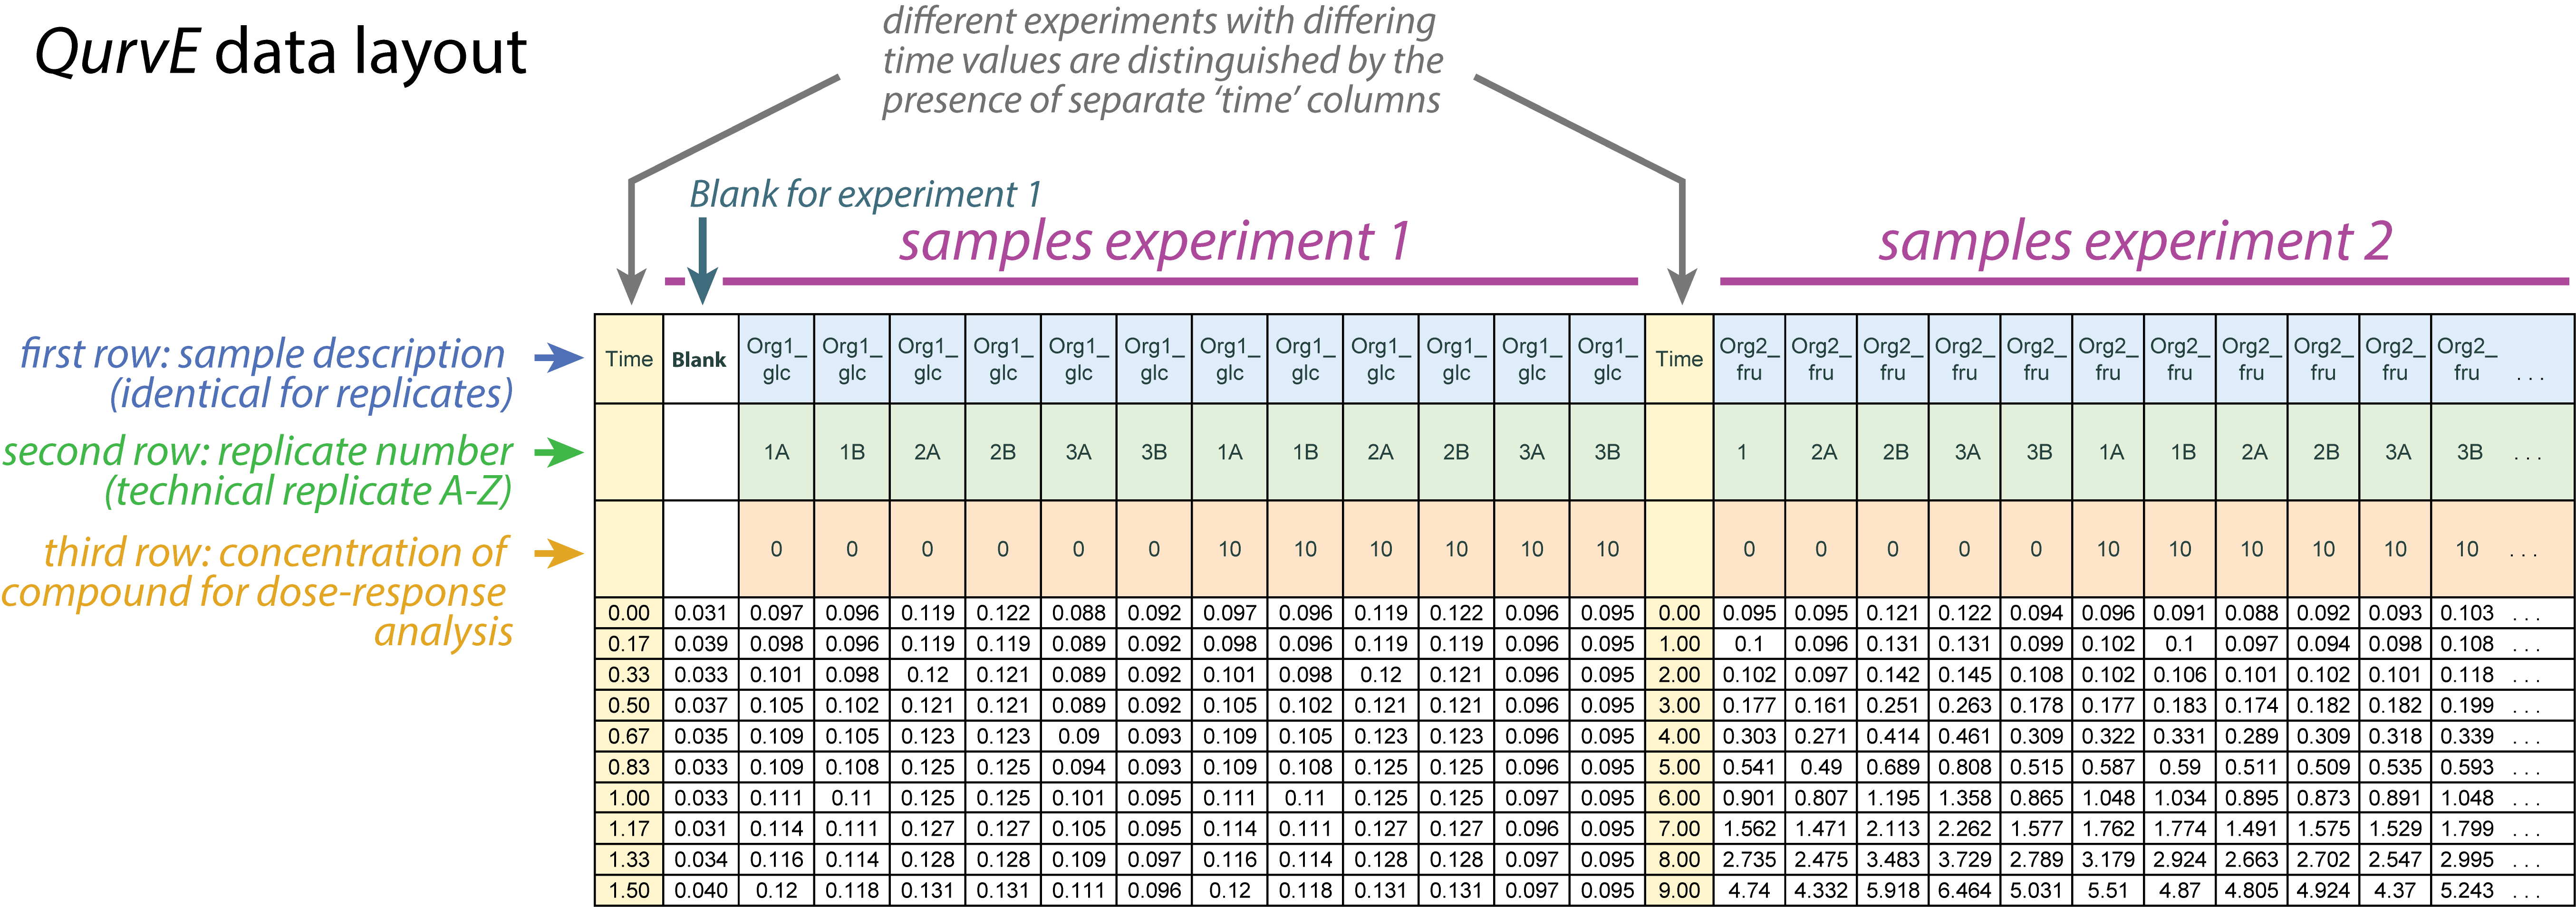 QurvE data layout
different experiments with differing
time values are distinguished by the
presence of separate ‘time’ columns
Blank for experiment 1
samples experiment 1
samples experiment 2
first row: sample description
(identical for replicates)
second row: replicate number
(technical replicate A-Z)
third row: concentration of
compound for dose-response
analysis
Time Blank Org1_ Org1_ Org1_ Org1_ Org1_ Org1_ Org1_ Org1_ Org1_ Org1_ Org1_ Org1_ Time Org2_ Org2_ Org2_ Org2_ Org2_ Org2_ Org2_ Org2_ Org2_ Org2_ Org2_
glc glc glc glc glc glc glc glc glc glc glc glc fru fru fru fru fru fru fru fru fru fru fru . . .
1A 1B 2A 2B 3A 3B 1A 1B 2A 2B 3A 3B 1 2A 2B 3A 3B 1A 1B 2A 2B 3A 3B . . .
0 0 0 0 0 0 10 10 10 10 10 10 0 0 0 0 0 10 10 10 10 10 10 . . .
0.00 0.031 0.097 0.096 0.119 0.122 0.088 0.092 0.097 0.096 0.119 0.122 0.096 0.095 0.00 0.095 0.095 0.121 0.122 0.094 0.096 0.091 0.088 0.092 0.093 0.103 . . .
0.17 0.039 0.098 0.096 0.119 0.119 0.089 0.092 0.098 0.096 0.119 0.119 0.096 0.095 1.00 0.1 0.096 0.131 0.131 0.099 0.102 0.1 0.097 0.094 0.098 0.108 . . .
0.33 0.033 0.101 0.098 0.12 0.121 0.089 0.092 0.101 0.098 0.12 0.121 0.096 0.095 2.00 0.102 0.097 0.142 0.145 0.108 0.102 0.106 0.101 0.102 0.101 0.118 . . .
0.50 0.037 0.105 0.102 0.121 0.121 0.089 0.092 0.105 0.102 0.121 0.121 0.096 0.095 3.00 0.177 0.161 0.251 0.263 0.178 0.177 0.183 0.174 0.182 0.182 0.199 . . .
0.67 0.035 0.109 0.105 0.123 0.123 0.09 0.093 0.109 0.105 0.123 0.123 0.096 0.095 4.00 0.303 0.271 0.414 0.461 0.309 0.322 0.331 0.289 0.309 0.318 0.339 . . .
0.83 0.033 0.109 0.108 0.125 0.125 0.094 0.093 0.109 0.108 0.125 0.125 0.096 0.095 5.00 0.541 0.49 0.689 0.808 0.515 0.587 0.59 0.511 0.509 0.535 0.593 . . .
1.00 0.033 0.111 0.11 0.125 0.125 0.101 0.095 0.111 0.11 0.125 0.125 0.097 0.095 6.00 0.901 0.807 1.195 1.358 0.865 1.048 1.034 0.895 0.873 0.891 1.048 . . .
1.17 0.031 0.114 0.111 0.127 0.127 0.105 0.095 0.114 0.111 0.127 0.127 0.096 0.095 7.00 1.562 1.471 2.113 2.262 1.577 1.762 1.774 1.491 1.575 1.529 1.799 . . .
1.33 0.034 0.116 0.114 0.128 0.128 0.109 0.097 0.116 0.114 0.128 0.128 0.097 0.095 8.00 2.735 2.475 3.483 3.729 2.789 3.179 2.924 2.663 2.702 2.547 2.995 . . .
1.50 0.040 0.12 0.118 0.131 0.131 0.111 0.096 0.12 0.118 0.131 0.131 0.097 0.095 9.00 4.74 4.332 5.918 6.464 5.031 5.51 4.87 4.805 4.924 4.37 5.243 . . .